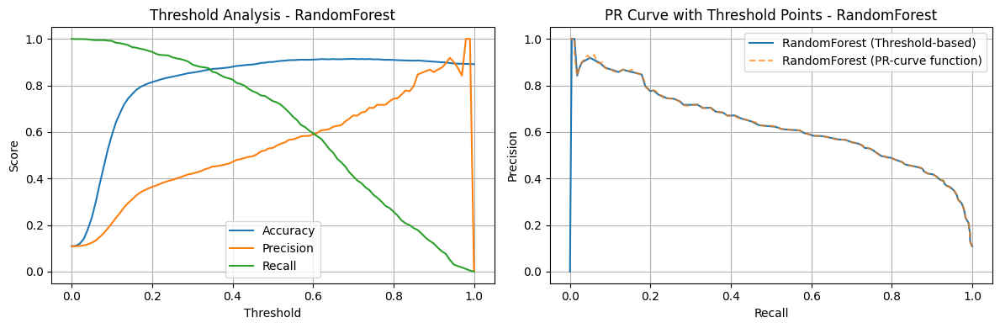 Threshold Analysis - RandomForest
Score
1.0
0.8
0.6
0.4
0.2
0.0
Accuracy
Precision
Recall
0.0 0.2 0.4 0.6 0.8 1.0
Threshold
PR Curve with Threshold Points - RandomForest
Precision
1.0
0.8
0.6
0.4
0.2
0.0
RandomForest (Threshold-based)
RandomForest (PR-curve function)
0.0 0.2 0.4 0.6 0.8 1.0
Recall